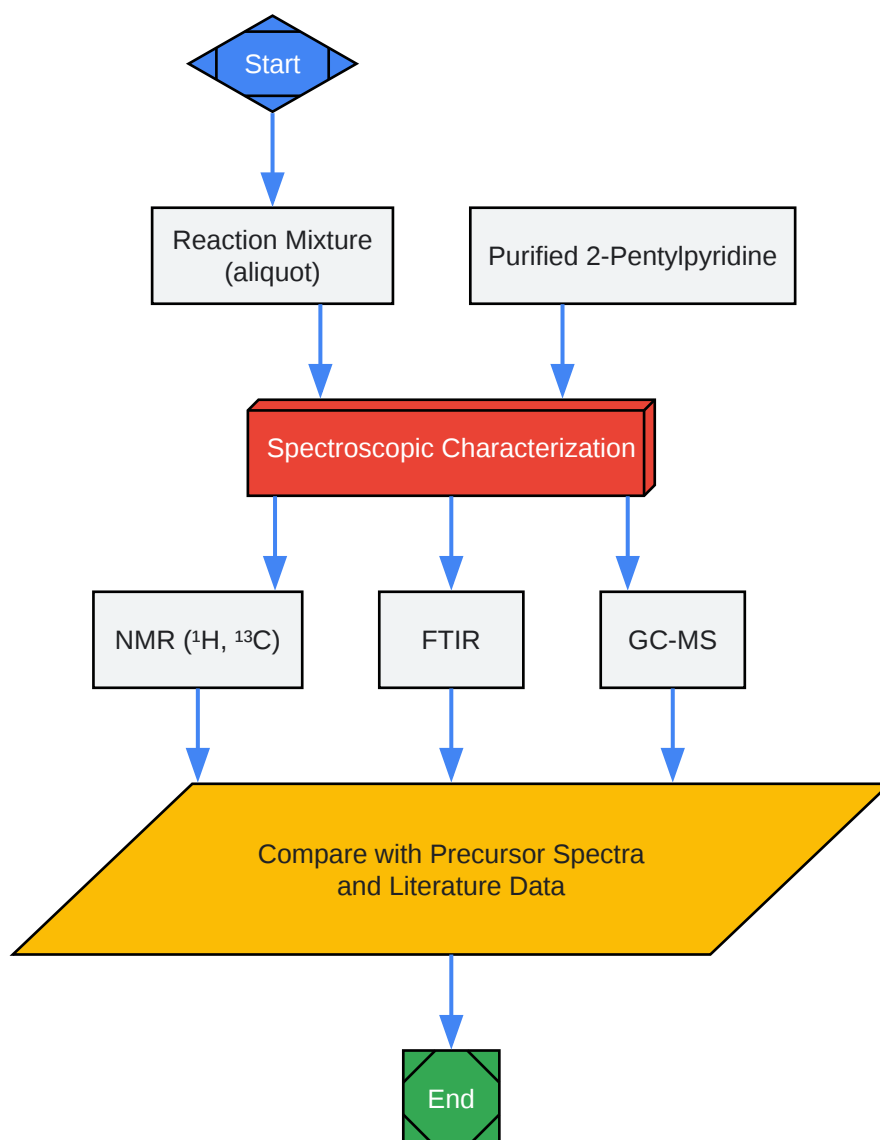 Start
Reaction Mixture
(aliquot)
Purified 2-Pentylpyridine
Spectroscopic Characterization
NMR (¹H, ¹³C)
FTIR
GC-MS
Compare with Precursor Spectra
and Literature Data
End